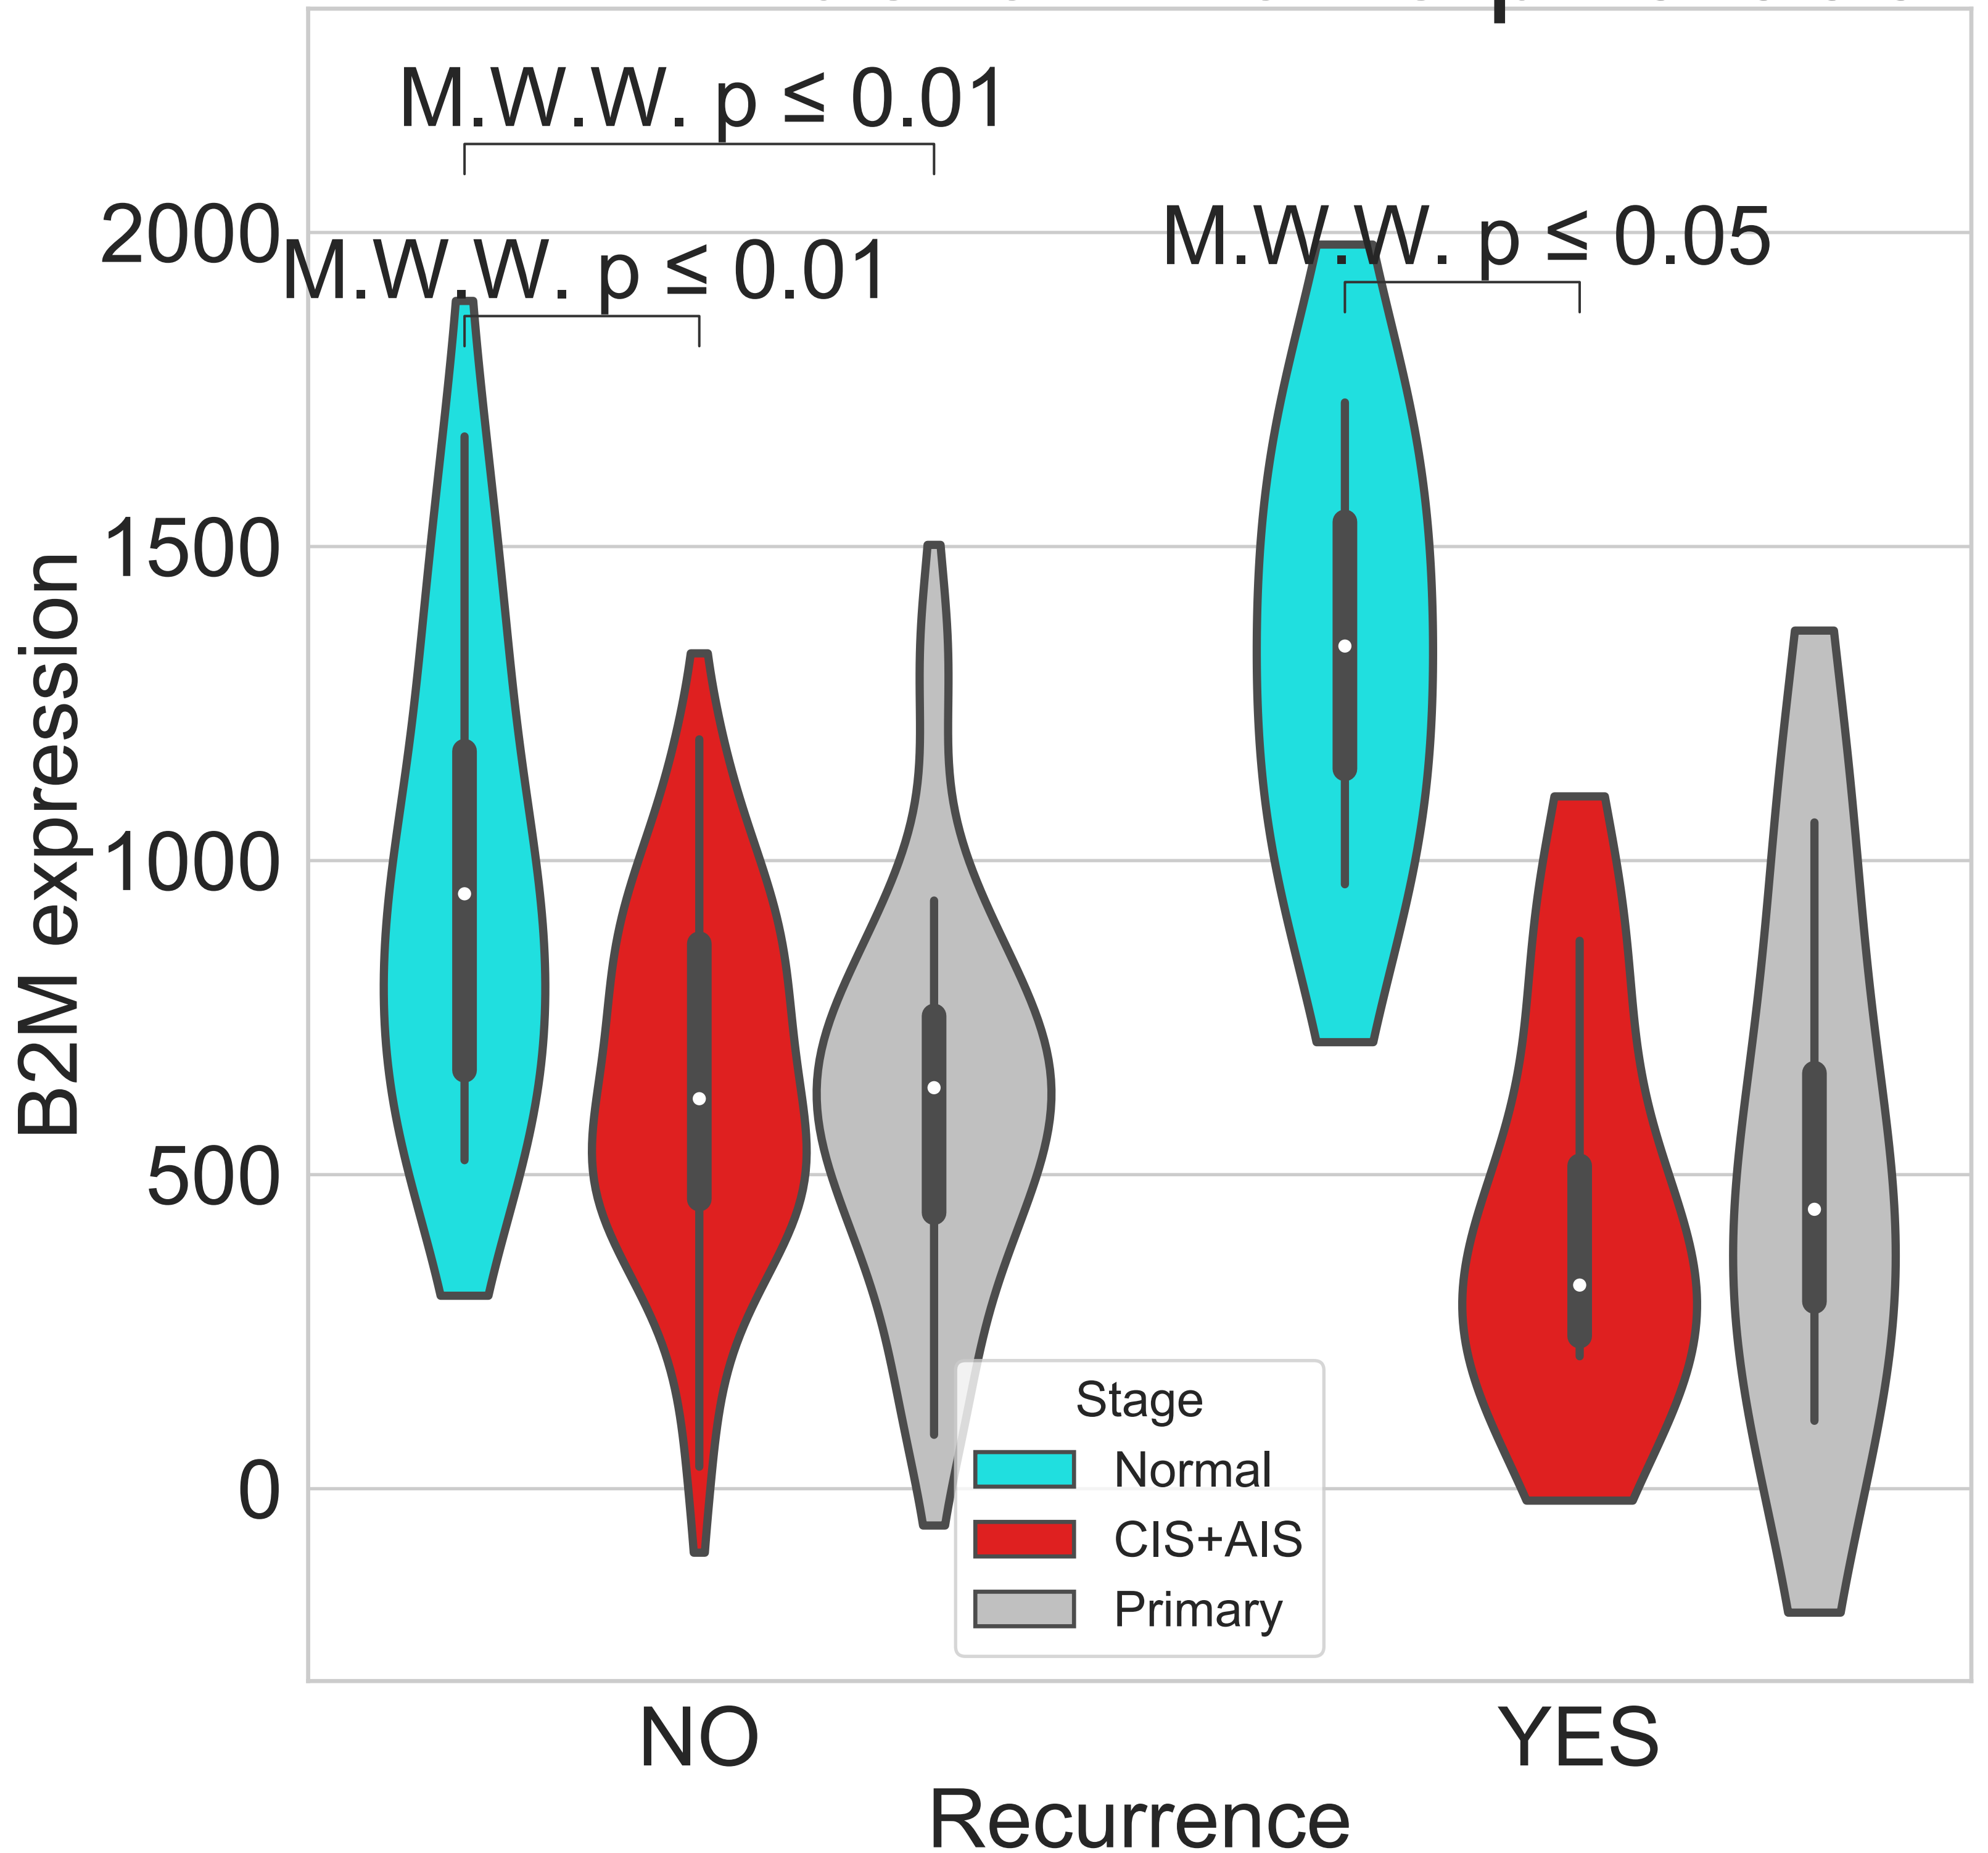 M.W.W. p ≤ 0.01
M.W.W. p ≤ 0.01
M.W.W. p ≤ 0.05
2000
1500
1000
500
0
B2M expression
Stage
Normal
CIS+AIS
Primary
NO
YES
Recurrence